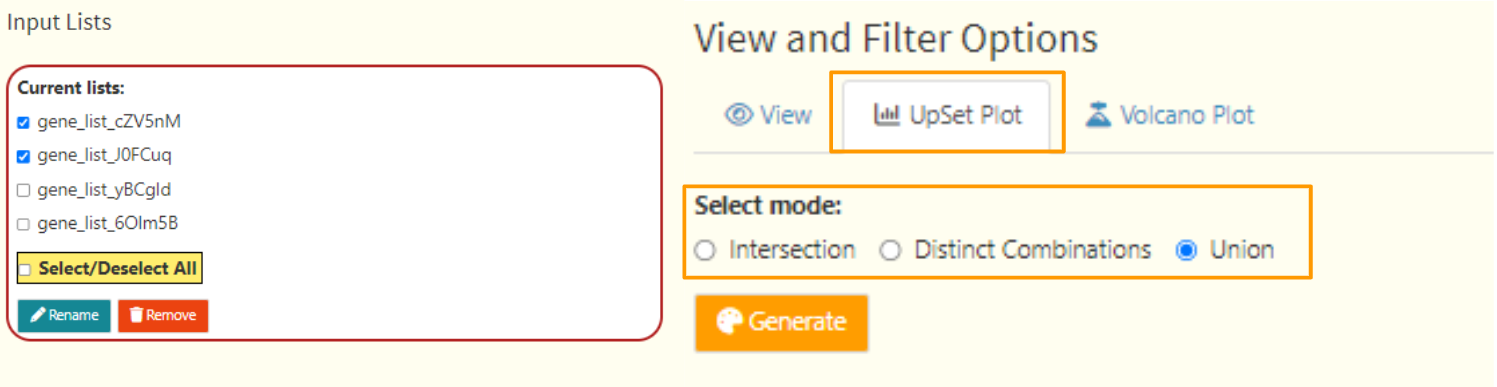 Input Lists
Current lists:
gene_list_cZV5nM
gene_list_J0FCuq
gene_list_yBCgId
gene_list_6OIm5B
Select/Deselect All
Rename Remove
View and Filter Options
View UpSet Plot Volcano Plot
Select mode:
Intersection Distinct Combinations Union
Generate